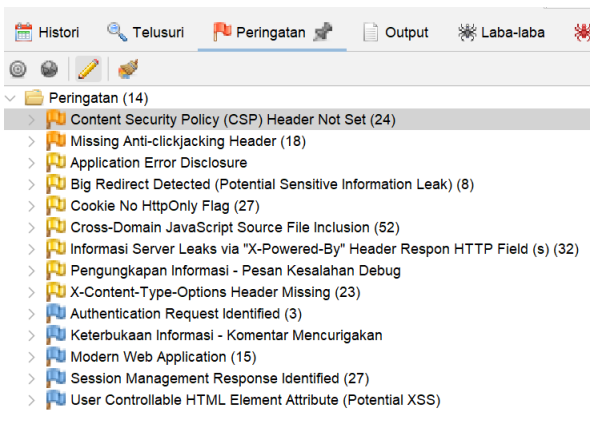 Histori Telusuri Peringatan Output Laba-laba
Peringatan (14)
Content Security Policy (CSP) Header Not Set (24)
Missing Anti-clickjacking Header (18)
Application Error Disclosure
Big Redirect Detected (Potential Sensitive Information Leak) (8)
Cookie No HttpOnly Flag (27)
Cross-Domain JavaScript Source File Inclusion (52)
Informasi Server Leaks via "X-Powered-By" Header Respon HTTP Field (s) (32)
Pengungkapan Informasi - Pesan Kesalahan Debug
X-Content-Type-Options Header Missing (23)
Authentication Request Identified (3)
Keterbukaan Informasi - Komentar Mencurigakan
Modern Web Application (15)
Session Management Response Identified (27)
User Controllable HTML Element Attribute (Potential XSS)